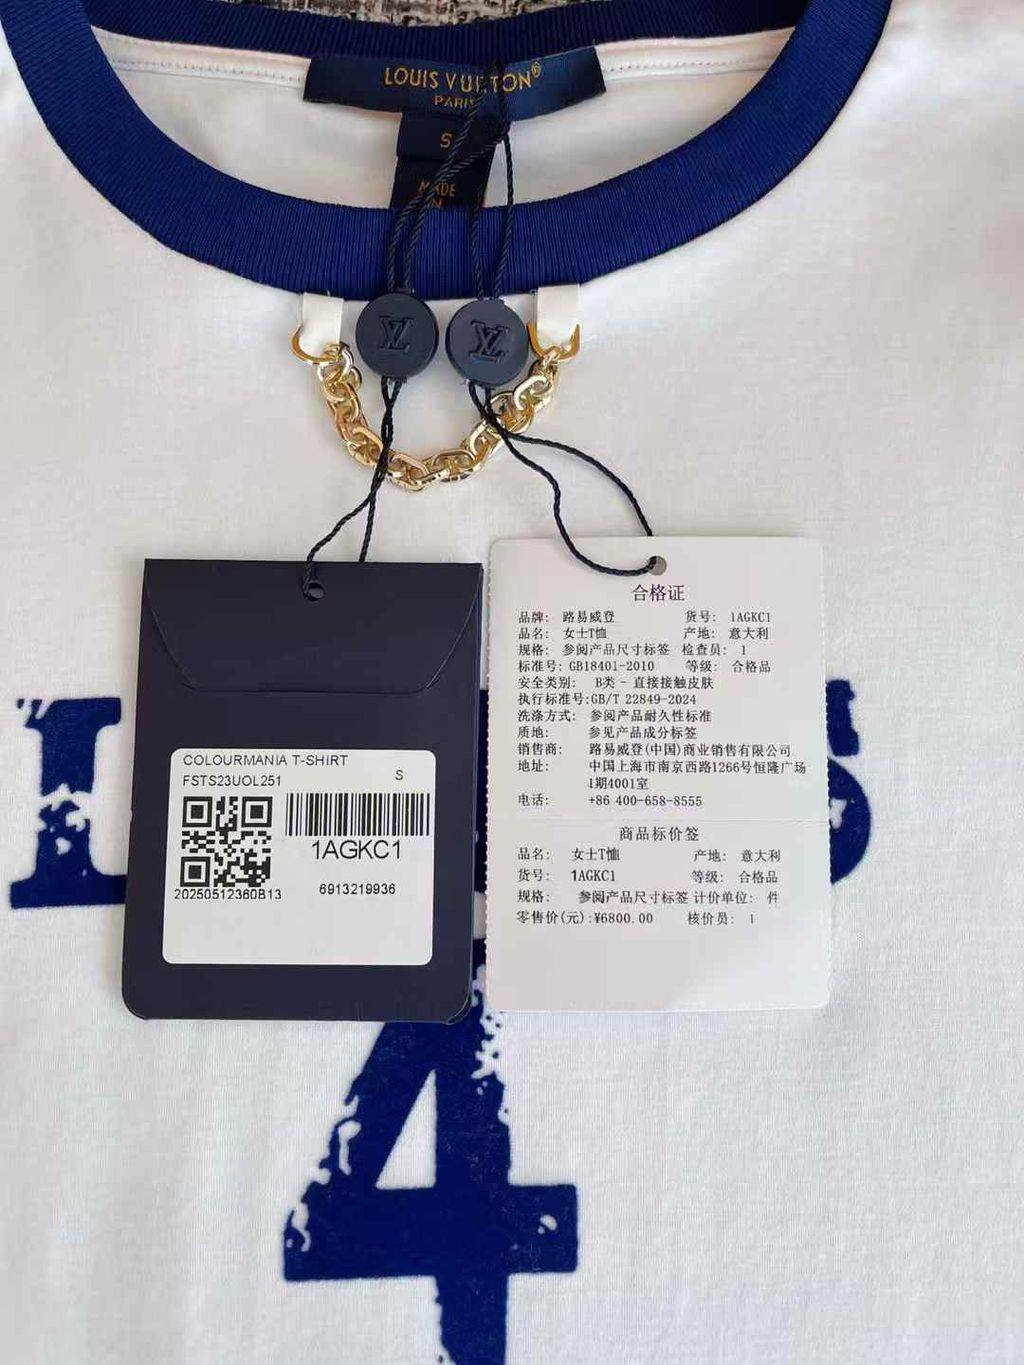 LOUIS VUITTON®
PARIS
S
MADE
IN
COLOURMANIA T-SHIRT
FSTS23UOL251
S
1AGKC1
20250512360B13
6913219936
合格证
品牌: 路易威登 货号: 1AGKC1
品名: 女士T恤 产地: 意大利
规格: 参阅产品尺寸标签 检查员: 1
标准号: GB18401-2010 等级: 合格品
安全类别: B类 - 直接接触皮肤
执行标准号:GB/T 22849-2024
洗涤方式: 参阅产品耐久性标准
质地: 参见产品成分标签
销售商: 路易威登(中国)商业销售有限公司
地址: 中国上海市南京西路1266号恒隆广场
1期4001室
电话: +86 400-658-8555
商品标价签
品名: 女士T恤 产地: 意大利
货号: 1AGKC1 等级: 合格品
规格: 参阅产品尺寸标签 计价单位: 件
零售价(元):¥6800.00 核价员: 1
4